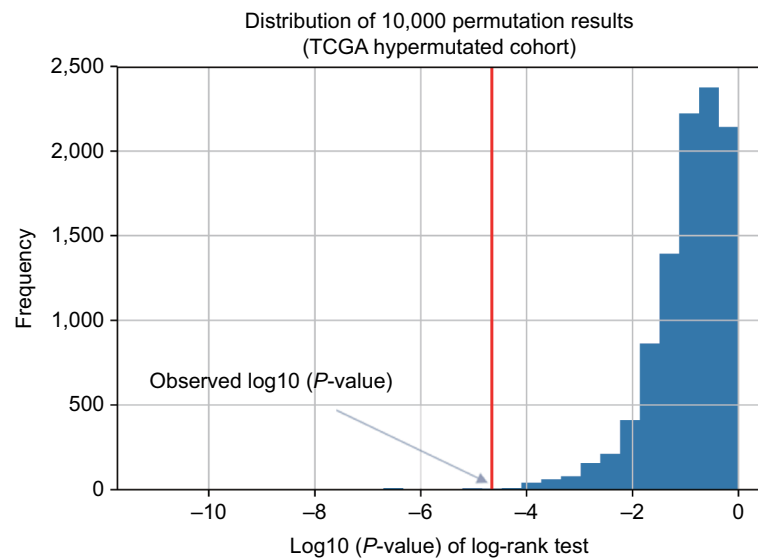 Distribution of 10,000 permutation results
(TCGA hypermutated cohort)
2,500
2,000
1,500
1,000
500
0
Frequency
Observed log10 (P-value)
–10
–8
–6
–4
–2
0
Log10 (P-value) of log-rank test